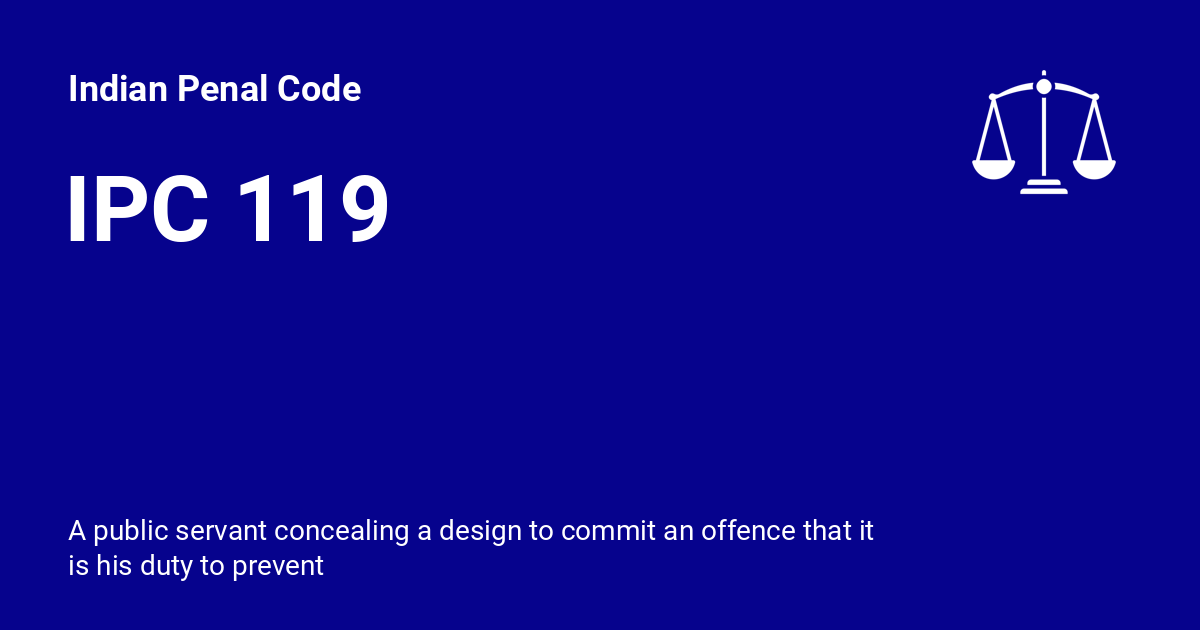 Indian Penal Code
IPC 119
A public servant concealing a design to commit an offence that it
is his duty to prevent